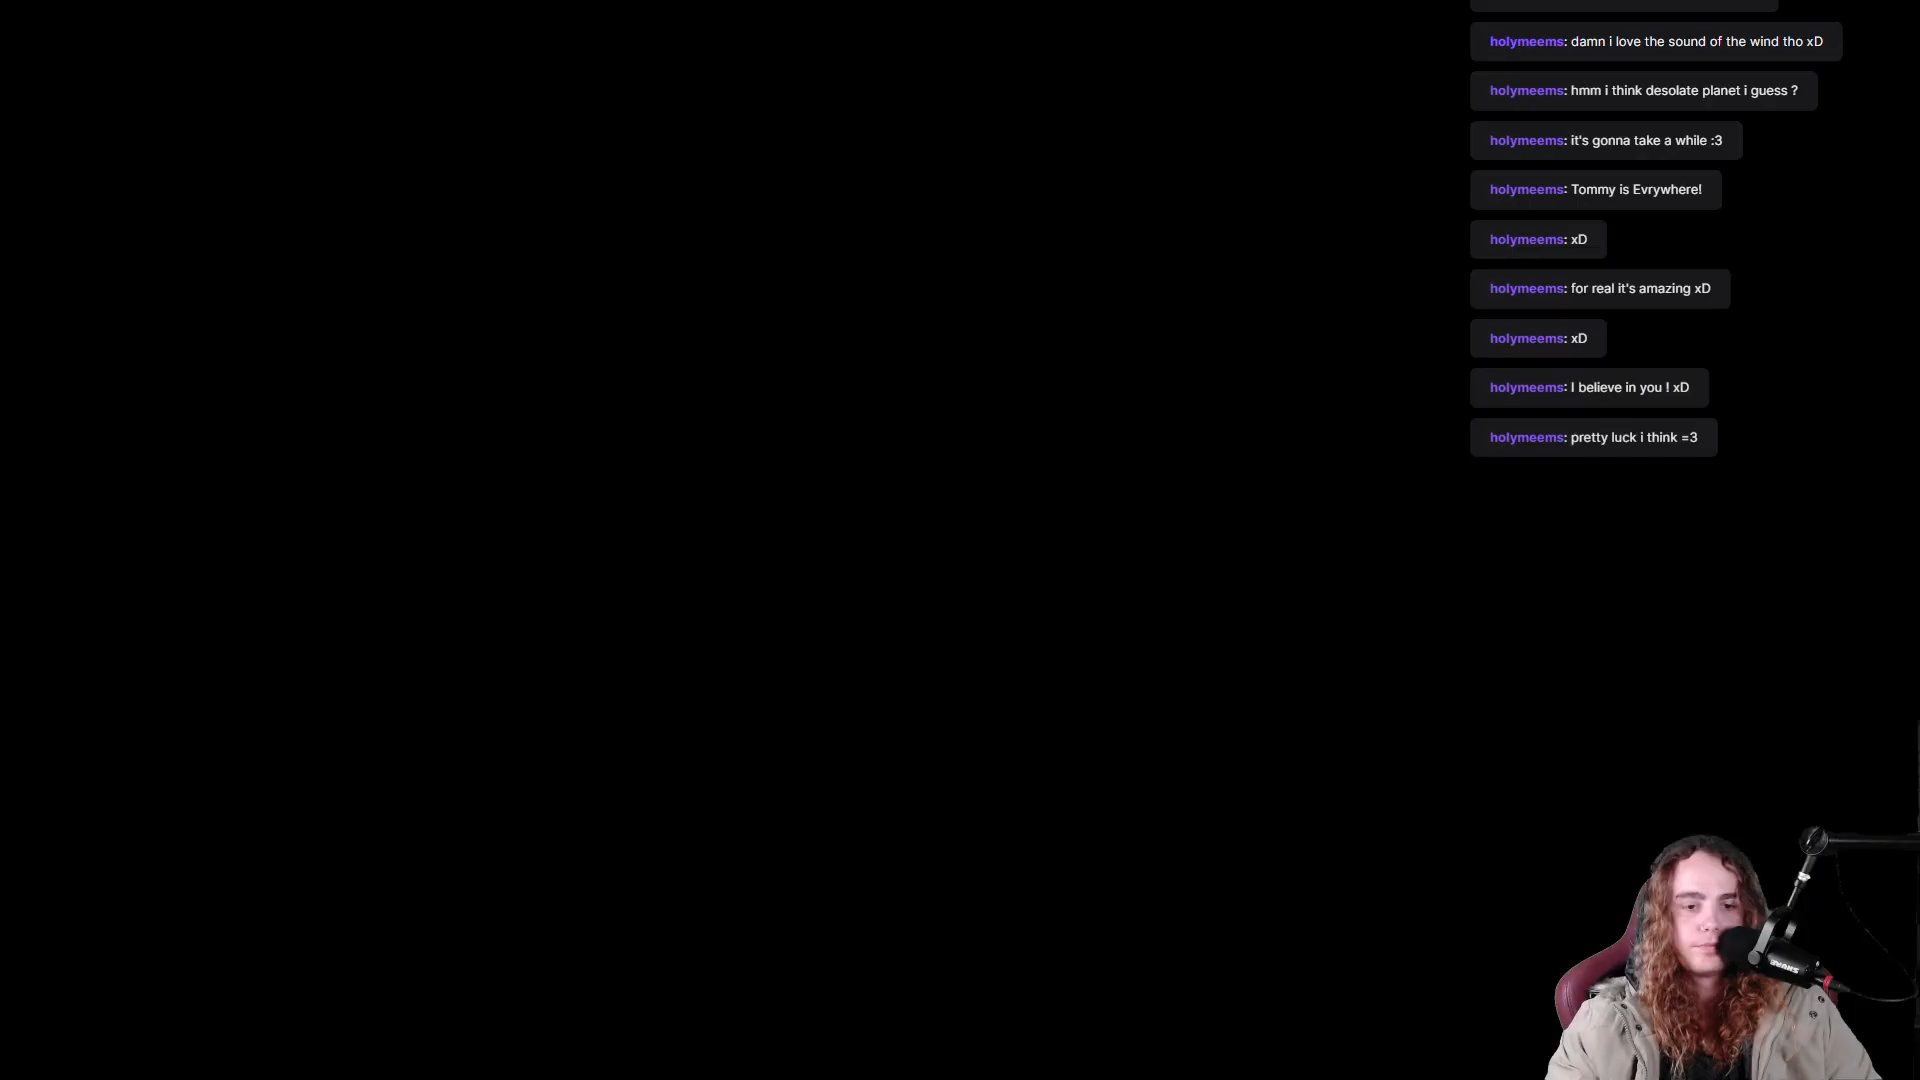 holymeems: damn i love the sound of the wind tho xD
holymeems: hmm i think desolate planet i guess ?
holymeems: it's gonna take a while :3
holymeems: Tommy is Evrywhere!
holymeems: xD
holymeems: for real it's amazing xD
holymeems: xD
holymeems: I believe in you ! xD
holymeems: pretty luck i think =3